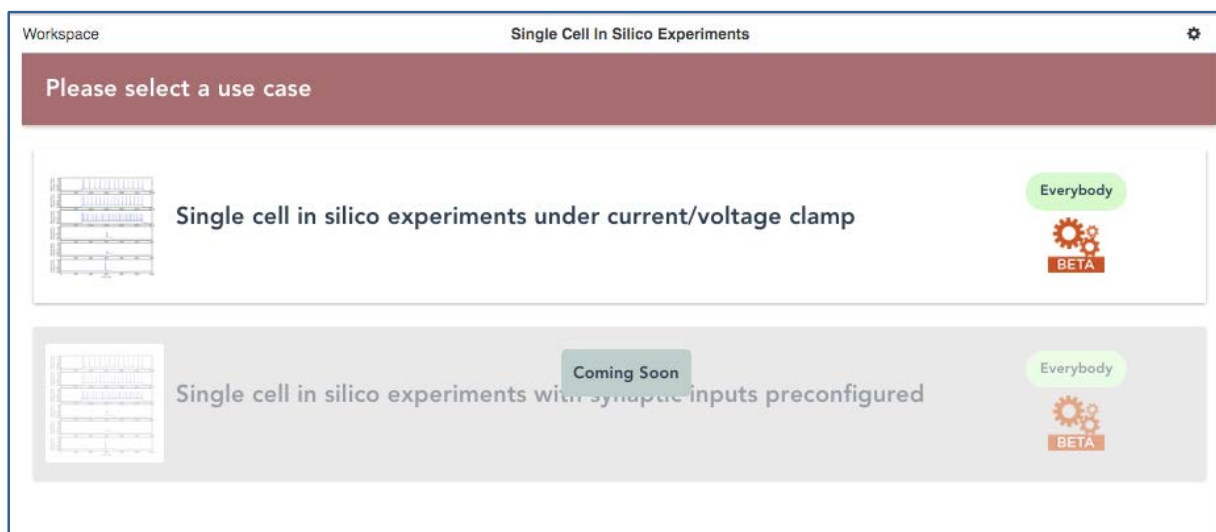 Workspace
Single Cell In Silico Experiments
Please select a use case
Single cell in silico experiments under current/voltage clamp
Everybody
BETA
Coming Soon
Single cell in silico experiments with synaptic inputs preconfigured
Everybody
BETA